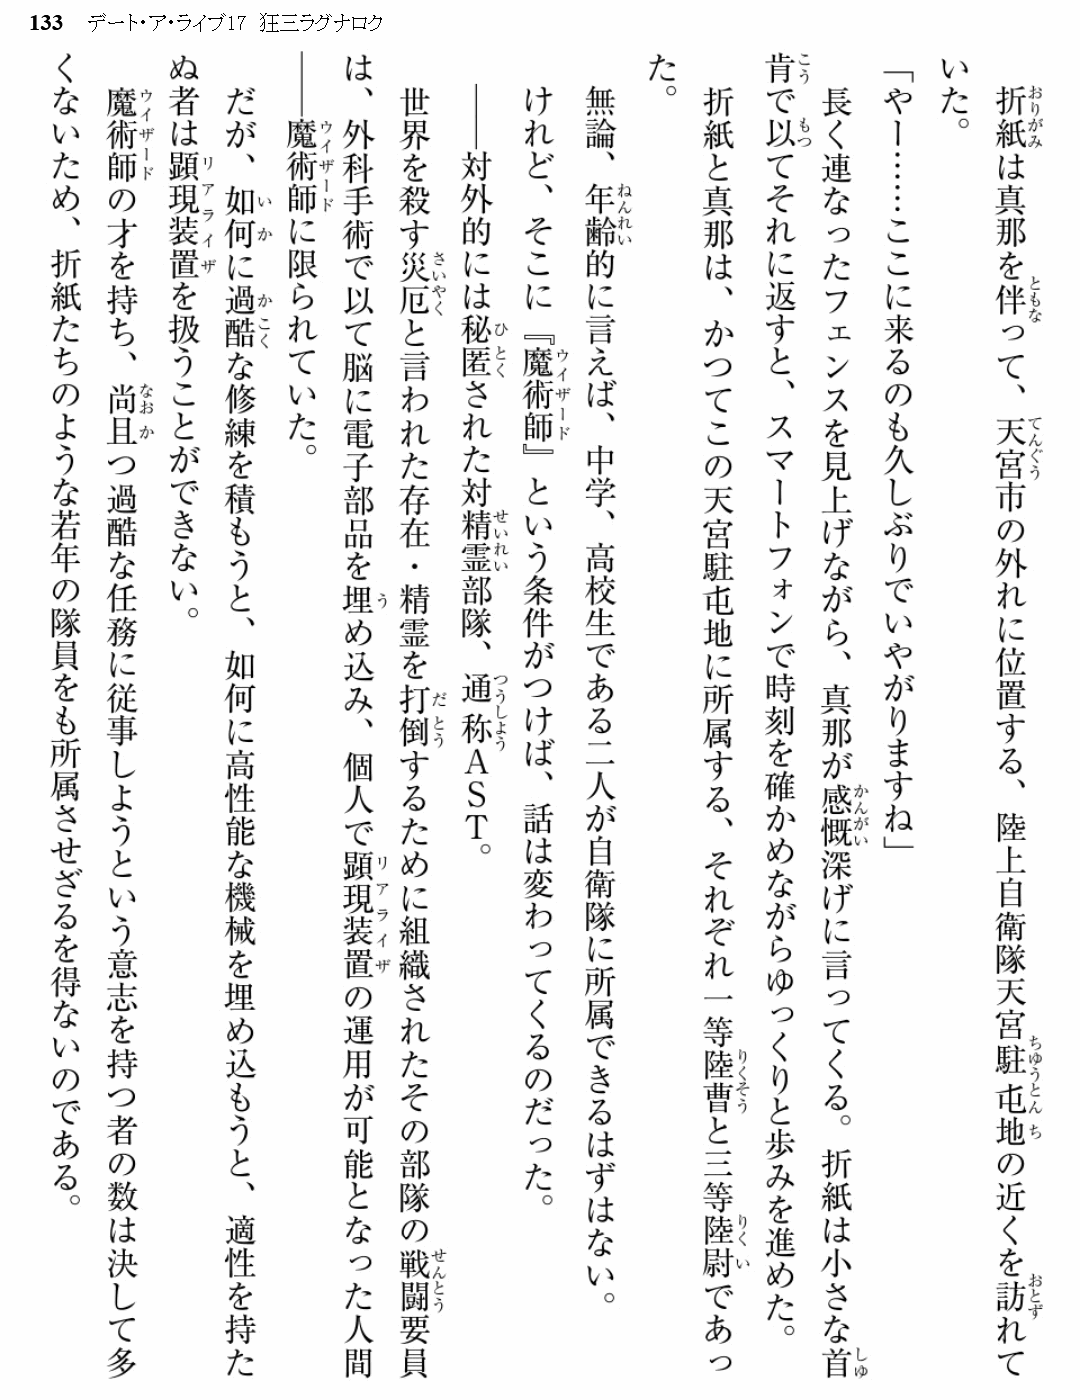 133 デート・ア・ライブ17 狂三ラグナロク
折紙は真那を伴って、天宮市の外れに位置する、陸上自衛隊天宮駐屯地の近くを訪れて
いた。
「やー……ここに来るのも久しぶりでいやがりますね」
長く連なったフェンスを見上げながら、真那が感慨深げに言ってくる。折紙は小さな首
肯で以てそれに返すと、スマートフォンで時刻を確かめながらゆっくりと歩みを進めた。
折紙と真那は、かつてこの天宮駐屯地に所属する、それぞれ一等陸曹と三等陸尉であっ
た。
無論、年齢的に言えば、中学、高校生である二人が自衛隊に所属できるはずはない。
けれど、そこに『魔術師』という条件がつけば、話は変わってくるのだった。
――対外的には秘匿された対精霊部隊、通称ＡＳＴ。
世界を殺す災厄と言われた存在・精霊を打倒するために組織されたその部隊の戦闘要員
は、外科手術で以て脳に電子部品を埋め込み、個人で顕現装置の運用が可能となった人間
――魔術師に限られていた。
だが、如何に過酷な修練を積もうと、如何に高性能な機械を埋め込もうと、適性を持た
ぬ者は顕現装置を扱うことができない。
魔術師の才を持ち、尚且つ過酷な任務に従事しようという意志を持つ者の数は決して多
くないため、折紙たちのような若年の隊員をも所属させざるを得ないのである。